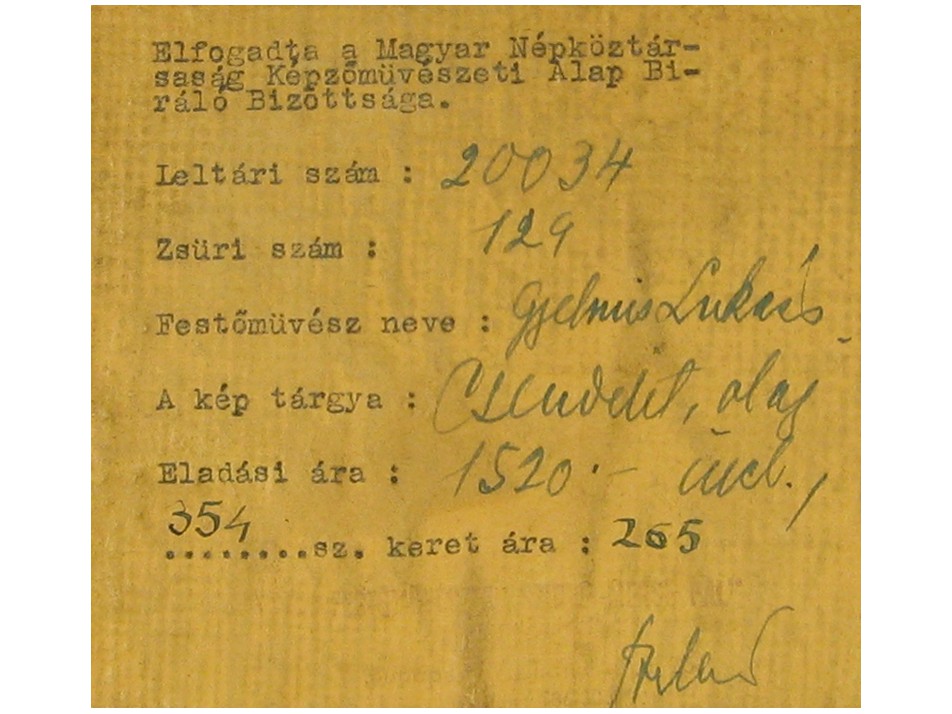 Elfogadta a Magyar Népköztár-
saság Képzőművészeti Alap Bi-
ráló Bizottsága.
Leltári szám : 20034
Zsüri szám : 129
Festőművész neve : Gyelmis Lukács
A kép tárgya : Csendélet, olaj
Eladási ára : 1520.-
354
........sz. keret ára : 265